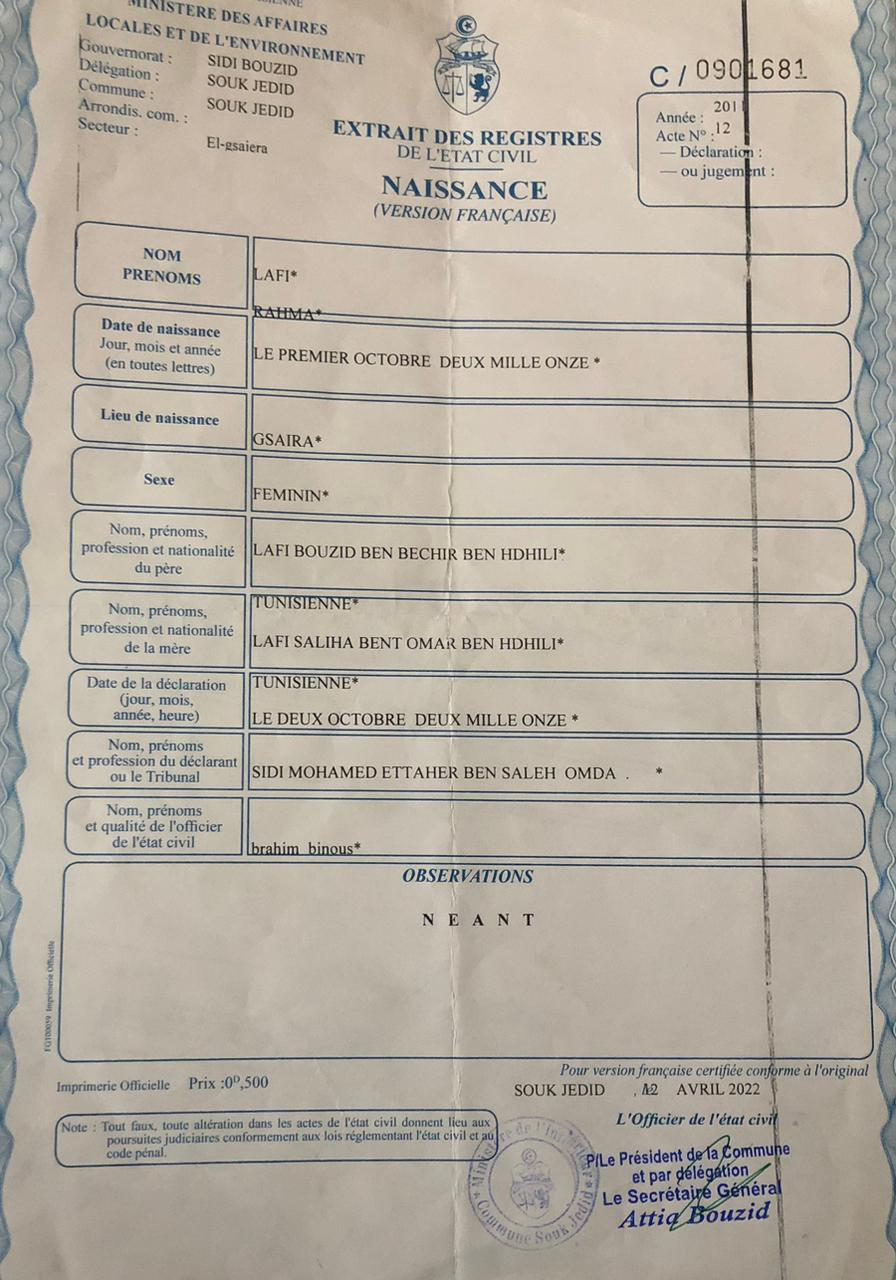 MINISTERE DES AFFAIRES
LOCALES ET DE L'ENVIRONNEMENT
Gouvernorat : SIDI BOUZID
Délégation : SOUK JEDID
Commune : SOUK JEDID
Arrondis. com. :
Secteur : El-gsaiera
C / 0901681
Année : 2011
Acte N° : 12
— Déclaration :
— ou jugement :
EXTRAIT DES REGISTRES
DE L'ETAT CIVIL
NAISSANCE
(VERSION FRANÇAISE)
NOM
PRENOMS
LAFI*
RAHMA*
Date de naissance
Jour, mois et année
(en toutes lettres)
LE PREMIER OCTOBRE DEUX MILLE ONZE *
Lieu de naissance
GSAIRA*
Sexe
FEMININ*
Nom, prénoms,
profession et nationalité
du père
LAFI BOUZID BEN BECHIR BEN HDHILI*
TUNISIENNE*
Nom, prénoms,
profession et nationalité
de la mère
LAFI SALIHA BENT OMAR BEN HDHILI*
TUNISIENNE*
Date de la déclaration
(jour, mois,
année, heure)
LE DEUX OCTOBRE DEUX MILLE ONZE *
Nom, prénoms
et profession du déclarant
ou le Tribunal
SIDI MOHAMED ETTAHER BEN SALEH OMDA . *
Nom, prénoms
et qualité de l'officier
de l'état civil
brahim binous*
OBSERVATIONS
N E A N T
FG100059 Imprimerie Officielle
Imprimerie Officielle Prix :0ᴰ,500
Pour version française certifiée conforme à l'original
SOUK JEDID , 12 AVRIL 2022
L'Officier de l'état civil
Note : Tout faux, toute altération dans les actes de l'état civil donnent lieu aux
poursuites judiciaires conformement aux lois réglementant l'état civil et au
code pénal.
Ministère de l'Intérieur
Commune Souk Jedid
P/Le Président de la Commune
et par délégation
Le Secrétaire Général
Attia Bouzid